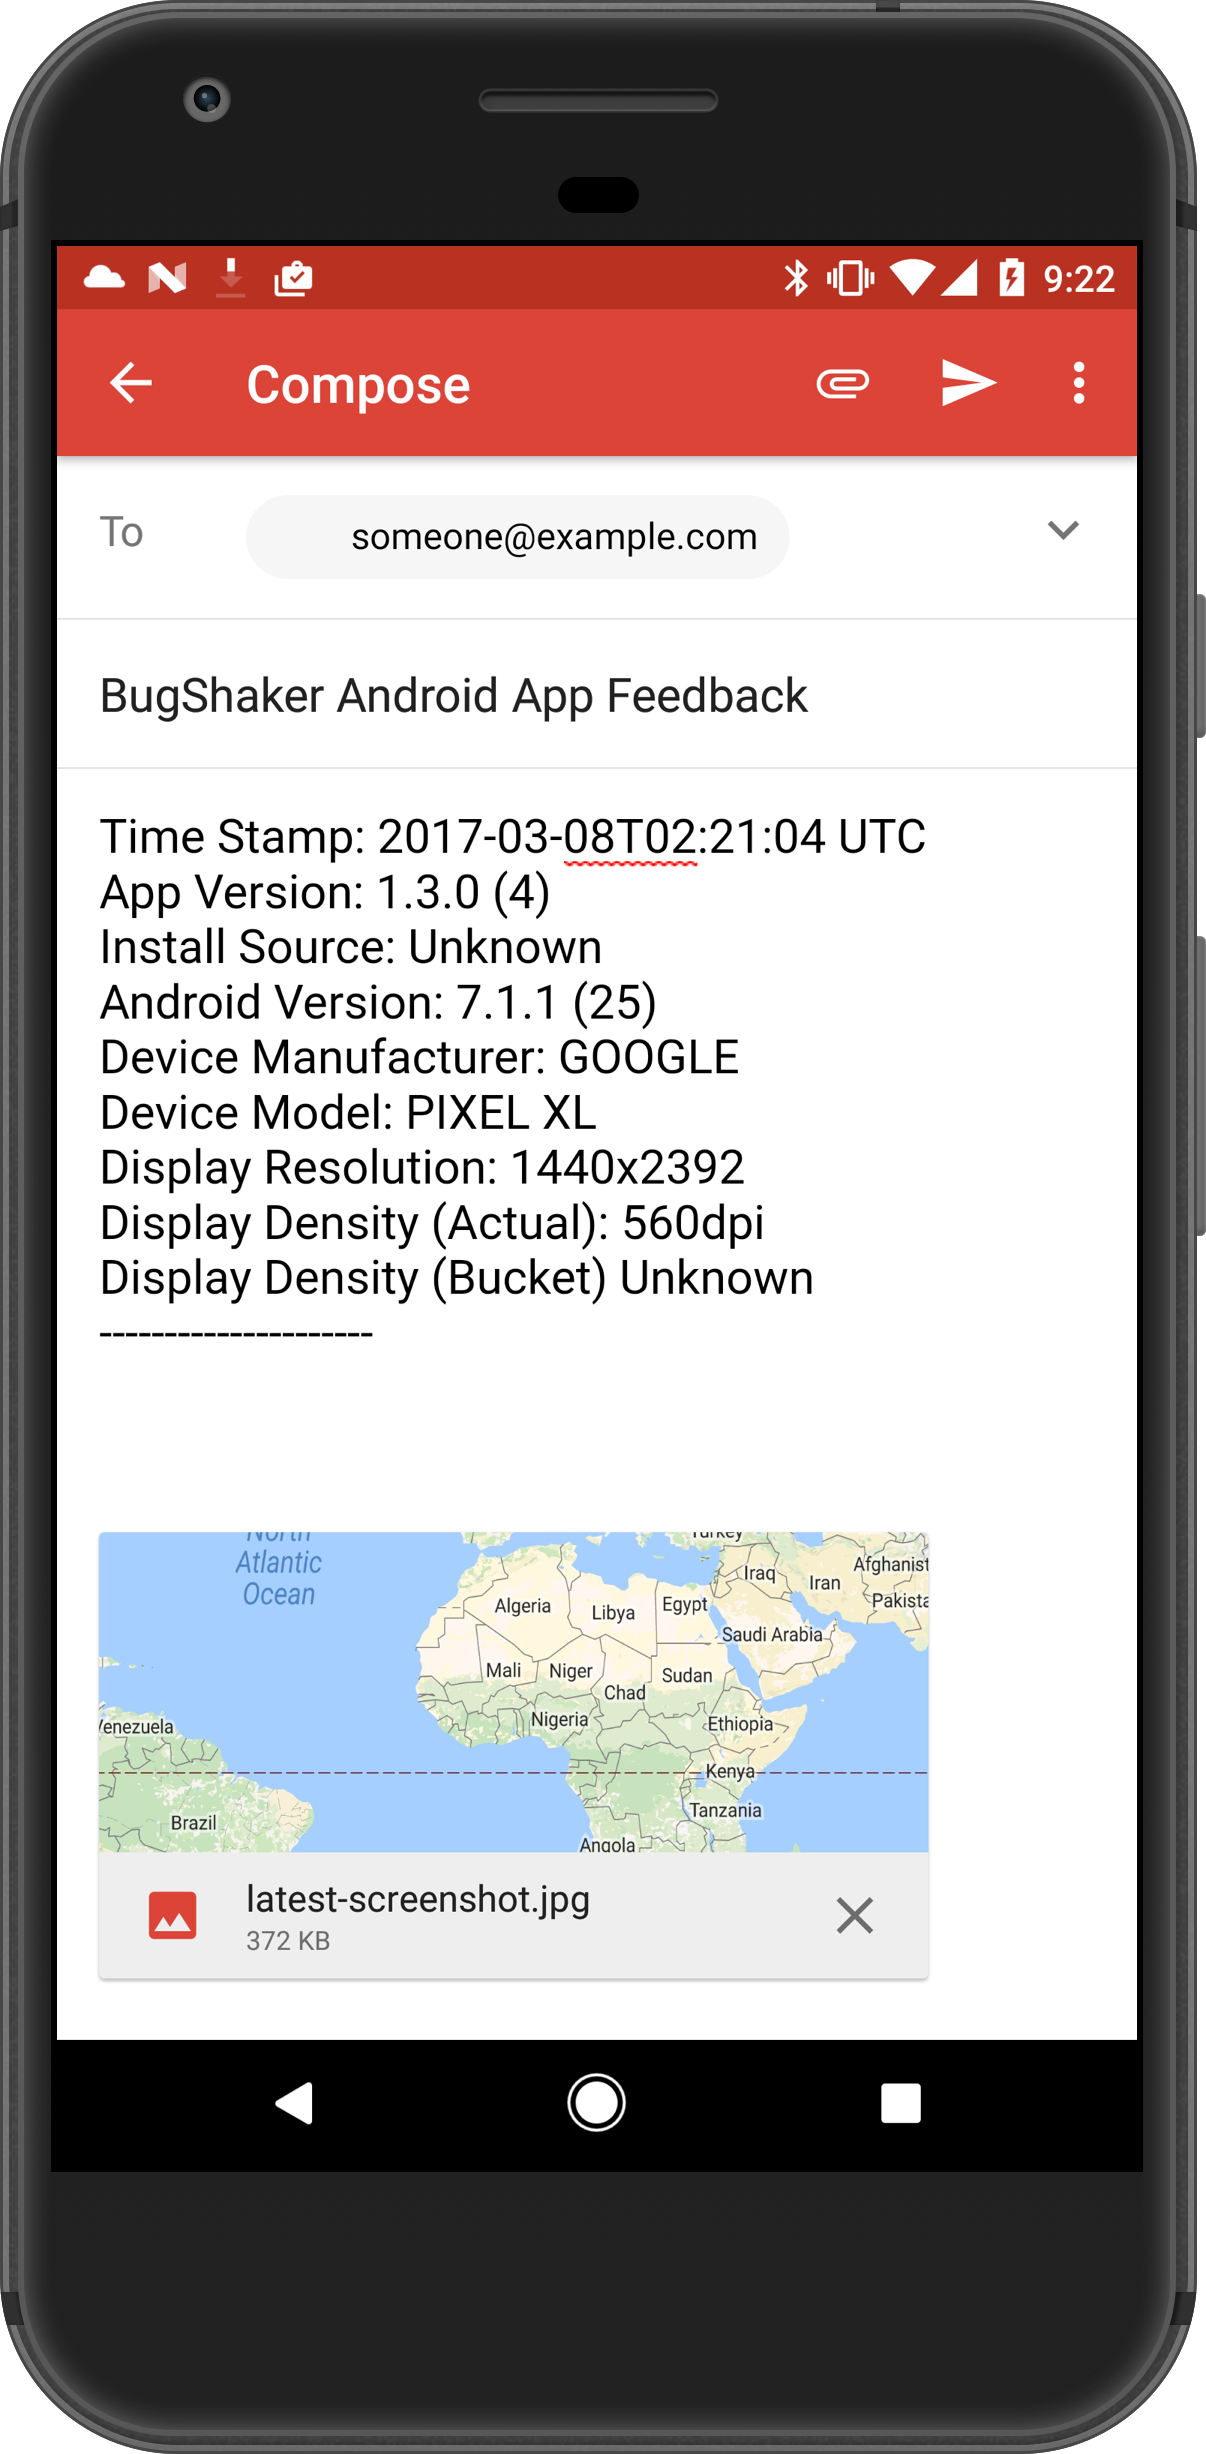 9:22
Compose
To
someone@example.com
BugShaker Android App Feedback
Time Stamp: 2017-03-08T02:21:04 UTC
App Version: 1.3.0 (4)
Install Source: Unknown
Android Version: 7.1.1 (25)
Device Manufacturer: GOOGLE
Device Model: PIXEL XL
Display Resolution: 1440x2392
Display Density (Actual): 560dpi
Display Density (Bucket) Unknown
---------------------
North
Atlantic
Ocean
Turkey
Iraq
Iran
Afghanist
Pakista
Algeria
Libya
Egypt
Saudi Arabia
Mali
Niger
Chad
Sudan
Nigeria
Ethiopia
enezuela
Kenya
Tanzania
Brazil
Angola
latest-screenshot.jpg
372 KB